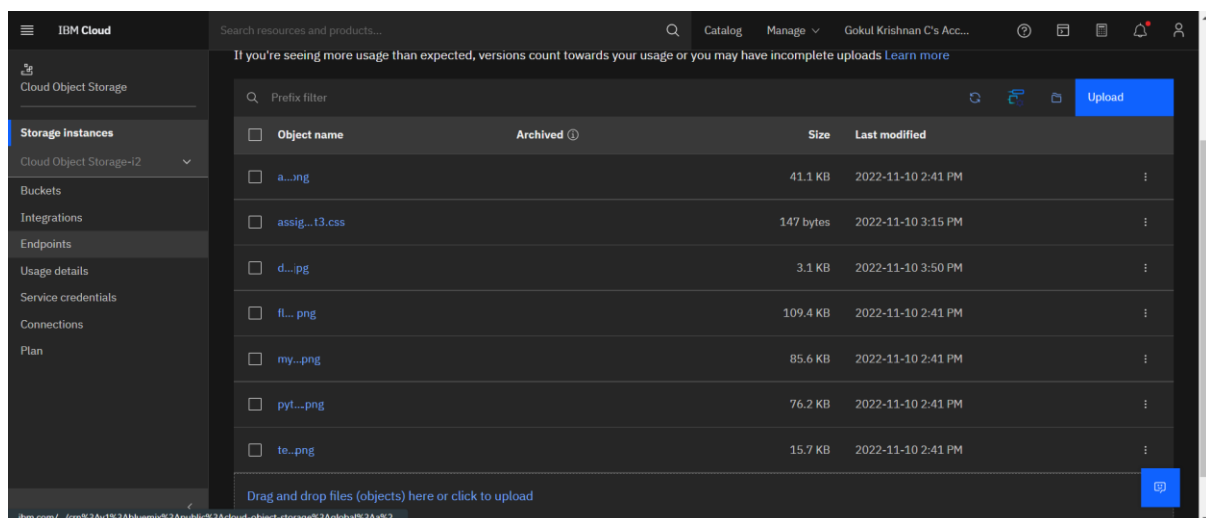 IBM Cloud
Search resources and products...
Catalog
Manage
Gokul Krishnan C's Acc...
If you're seeing more usage than expected, versions count towards your usage or you may have incomplete uploads Learn more
Cloud Object Storage
Prefix filter
Upload
Storage instances
Object name Archived Size Last modified
Cloud Object Storage-i2
a...ng 41.1 KB 2022-11-10 2:41 PM
Buckets
Integrations
assig...t3.css 147 bytes 2022-11-10 3:15 PM
Endpoints
Usage details
d...jpg 3.1 KB 2022-11-10 3:50 PM
Service credentials
fl... png 109.4 KB 2022-11-10 2:41 PM
Connections
Plan
my...png 85.6 KB 2022-11-10 2:41 PM
pyt...png 76.2 KB 2022-11-10 2:41 PM
te..png 15.7 KB 2022-11-10 2:41 PM
Drag and drop files (objects) here or click to upload